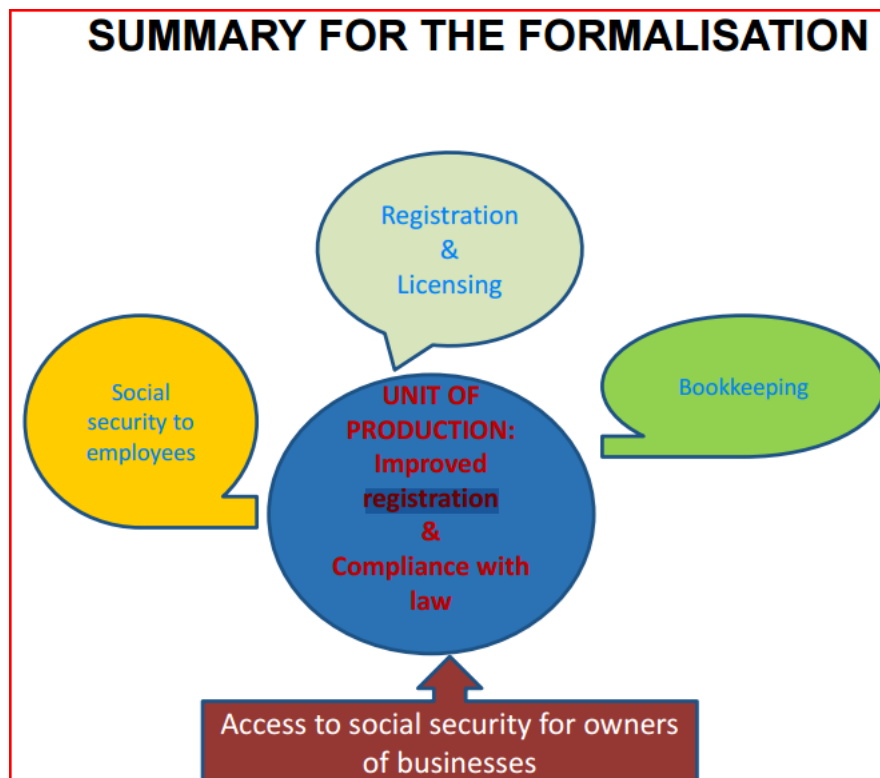 SUMMARY FOR THE FORMALISATION
Registration
&
Licensing
Social
security to
employees
Bookkeeping
UNIT OF
PRODUCTION:
Improved
registration
&
Compliance with
law
Access to social security for owners
of businesses